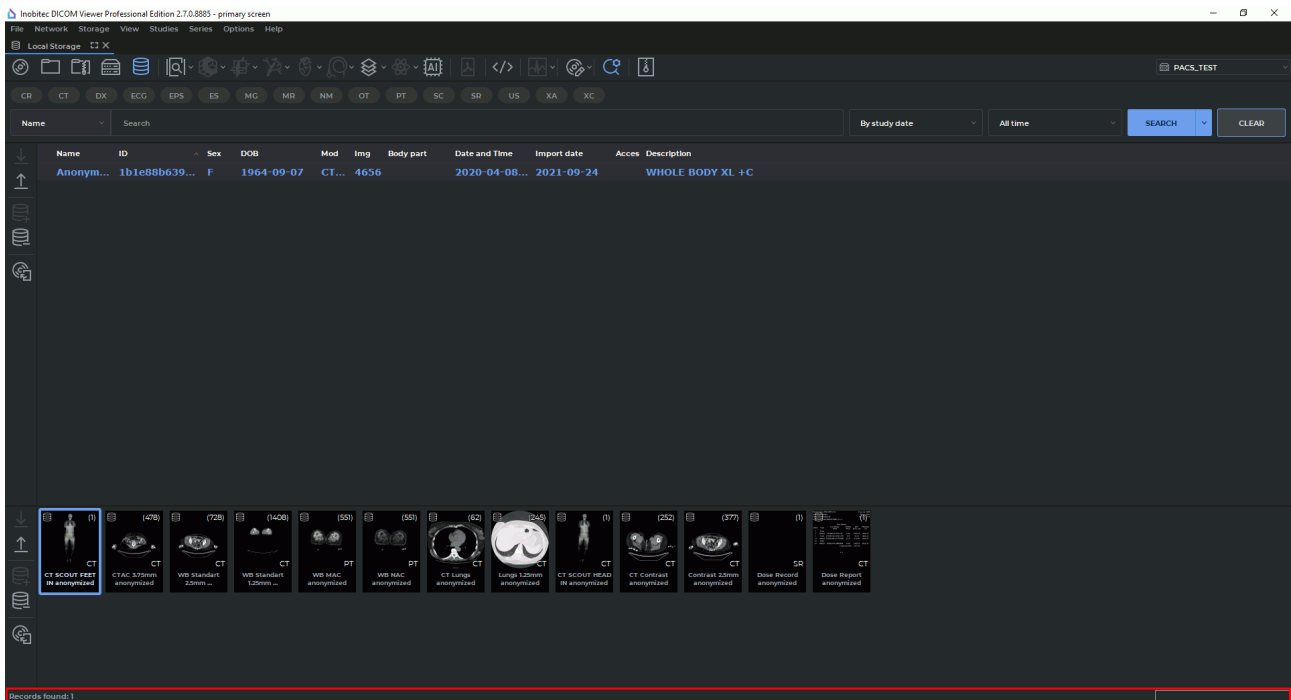 Inobitec DICOM Viewer Professional Edition 2.7.0.8885 - primary screen
File Network Storage View Studies Series Options Help
Local Storage
AI
PACS_TEST
CR CT DX ECG EPS ES MG MR NM OT PT SC SR US XA XC
Name Search By study date All time SEARCH CLEAR
Name ID Sex DOB Mod Img Body part Date and Time Import date Acces Description
Anonym... 1b1e88b639... F 1964-09-07 CT... 4656 2020-04-08... 2021-09-24 WHOLE BODY XL +C
(1) (478) (728) (1408) (551) (551) (62) (245) (1) (252) (377) (1) (1)
CT CT CT CT PT PT CT CT CT CT CT SR CT
CT SCOUT FEET CTAC 3.75mm WB Standart WB Standart WB MAC WB NAC CT Lungs Lungs 1.25mm CT SCOUT HEAD CT Contrast Contrast 2.5mm Dose Record Dose Report
IN anonymized anonymized 2.5mm ... 1.25mm ... anonymized anonymized anonymized anonymized IN anonymized anonymized anonymized anonymized anonymized
Records found: 1